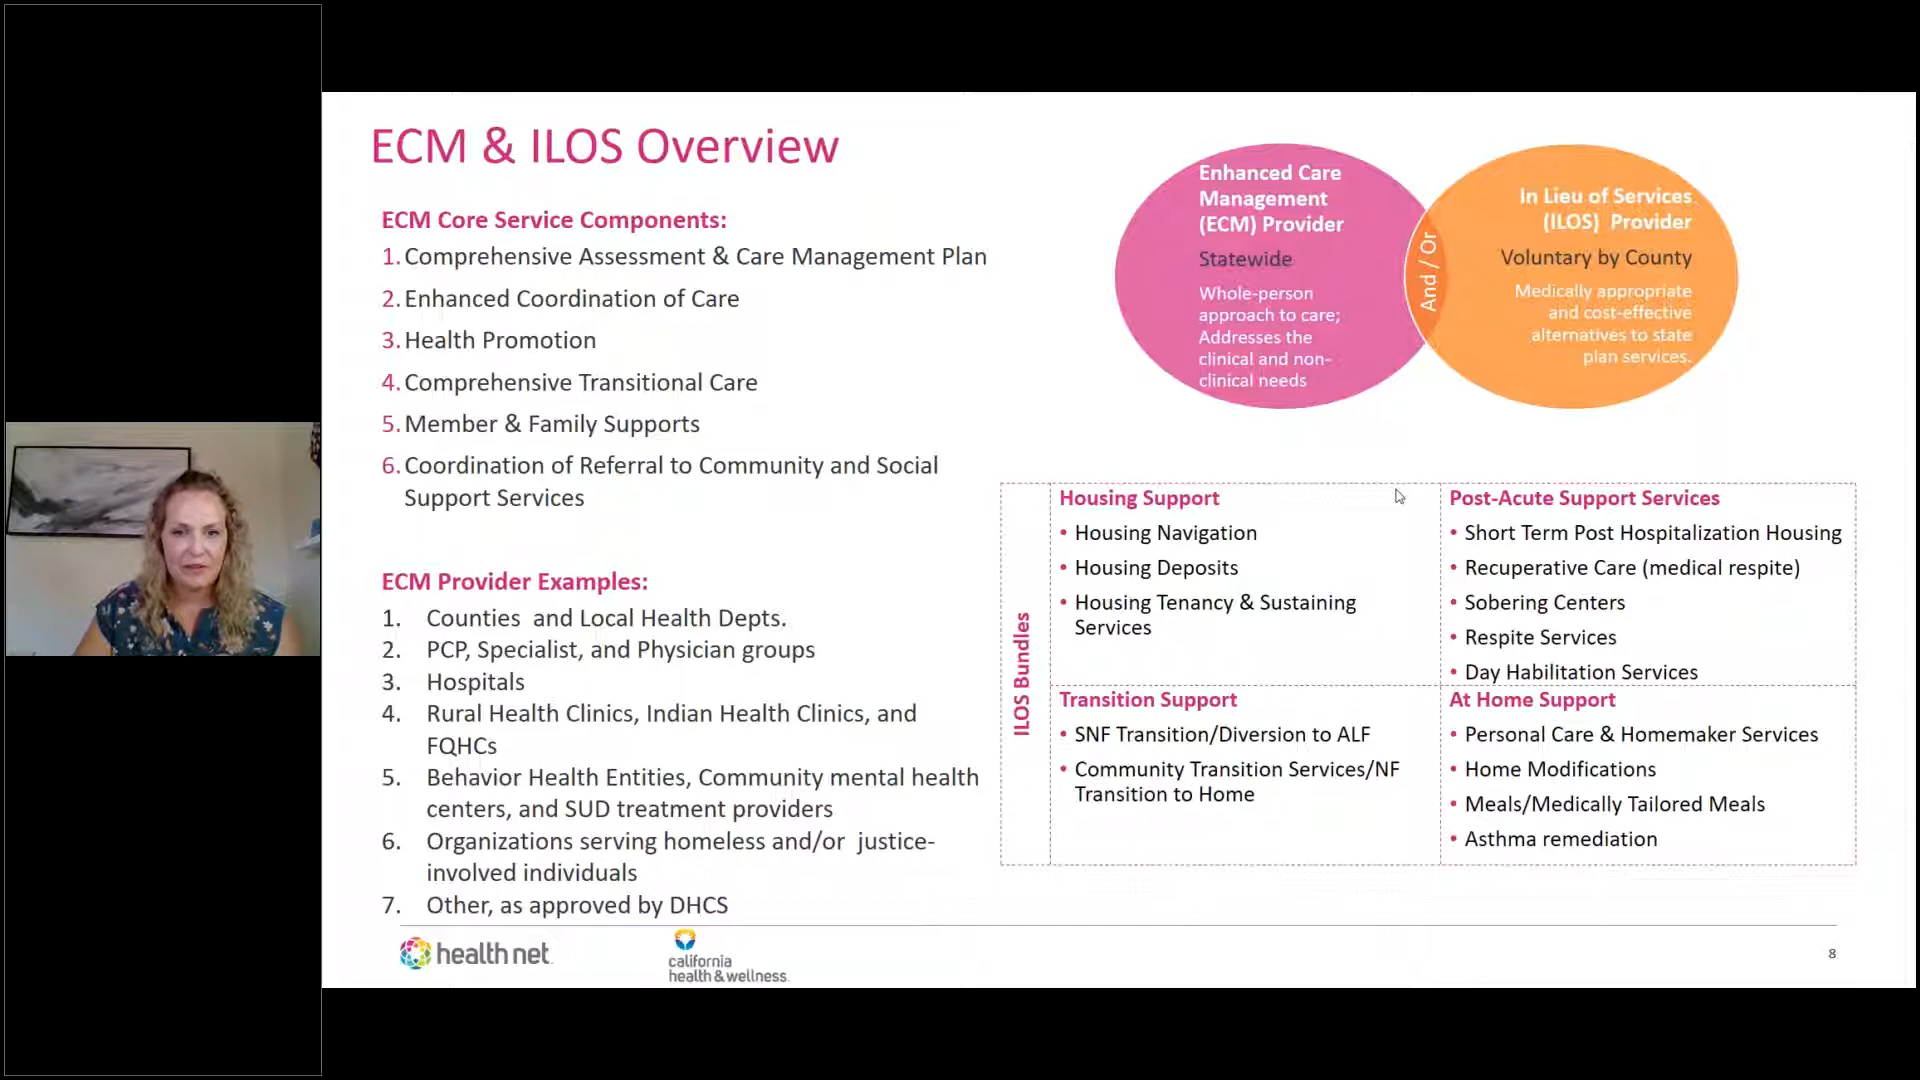 ECM & ILOS Overview
ECM Core Service Components:
1. Comprehensive Assessment & Care Management Plan
2. Enhanced Coordination of Care
3. Health Promotion
4. Comprehensive Transitional Care
5. Member & Family Supports
6. Coordination of Referral to Community and Social
Support Services
ECM Provider Examples:
1. Counties and Local Health Depts.
2. PCP, Specialist, and Physician groups
3. Hospitals
4. Rural Health Clinics, Indian Health Clinics, and
FQHCs
5. Behavior Health Entities, Community mental health
centers, and SUD treatment providers
6. Organizations serving homeless and/or justice-
involved individuals
7. Other, as approved by DHCS
Enhanced Care
Management
(ECM) Provider
Statewide
Whole-person
approach to care;
Addresses the
clinical and non-
clinical needs
And / Or
In Lieu of Services
(ILOS) Provider
Voluntary by County
Medically appropriate
and cost-effective
alternatives to state
plan services.
ILOS Bundles
Housing Support
• Housing Navigation
• Housing Deposits
• Housing Tenancy & Sustaining
Services
Post-Acute Support Services
• Short Term Post Hospitalization Housing
• Recuperative Care (medical respite)
• Sobering Centers
• Respite Services
• Day Habilitation Services
Transition Support
• SNF Transition/Diversion to ALF
• Community Transition Services/NF
Transition to Home
At Home Support
• Personal Care & Homemaker Services
• Home Modifications
• Meals/Medically Tailored Meals
• Asthma remediation
health net.
california
health & wellness.
8